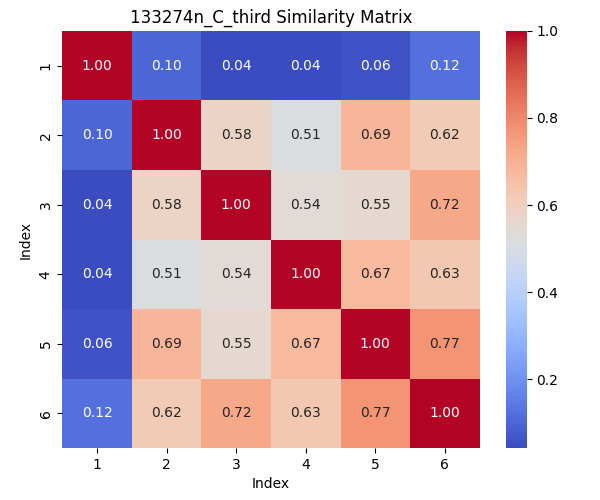 133274n_C_third Similarity Matrix
1 1.00 0.10 0.04 0.04 0.06 0.12
2 0.10 1.00 0.58 0.51 0.69 0.62
3 0.04 0.58 1.00 0.54 0.55 0.72
4 0.04 0.51 0.54 1.00 0.67 0.63
5 0.06 0.69 0.55 0.67 1.00 0.77
6 0.12 0.62 0.72 0.63 0.77 1.00
1 2 3 4 5 6
Index
Index
1.0
0.8
0.6
0.4
0.2